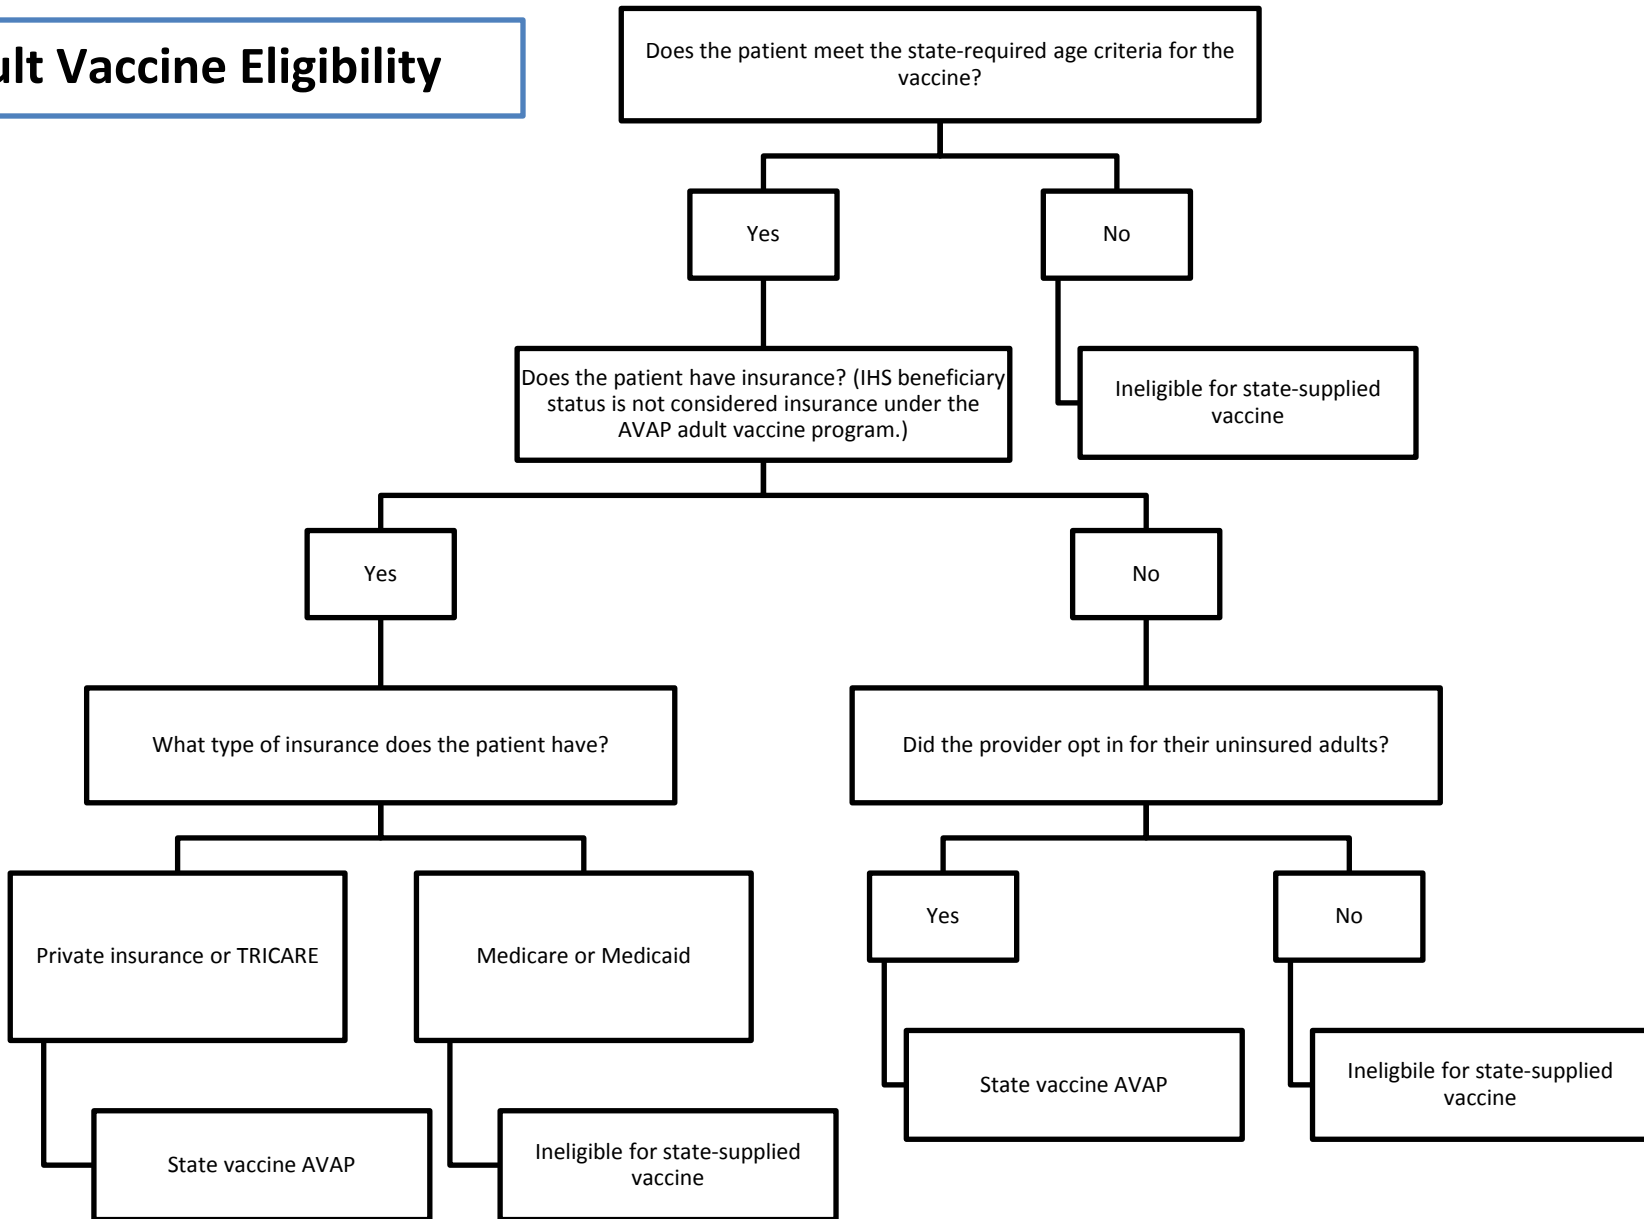 ult Vaccine Eligibility
Does the patient meet the state-required age criteria for the
vaccine?
Yes
No
Does the patient have insurance? (IHS beneficiary
status is not considered insurance under the
AVAP adult vaccine program.)
Ineligible for state-supplied
vaccine
Yes
No
What type of insurance does the patient have?
Did the provider opt in for their uninsured adults?
Private insurance or TRICARE
Medicare or Medicaid
Yes
No
State vaccine AVAP
Ineligible for state-supplied
vaccine
State vaccine AVAP
Ineligbile for state-supplied
vaccine